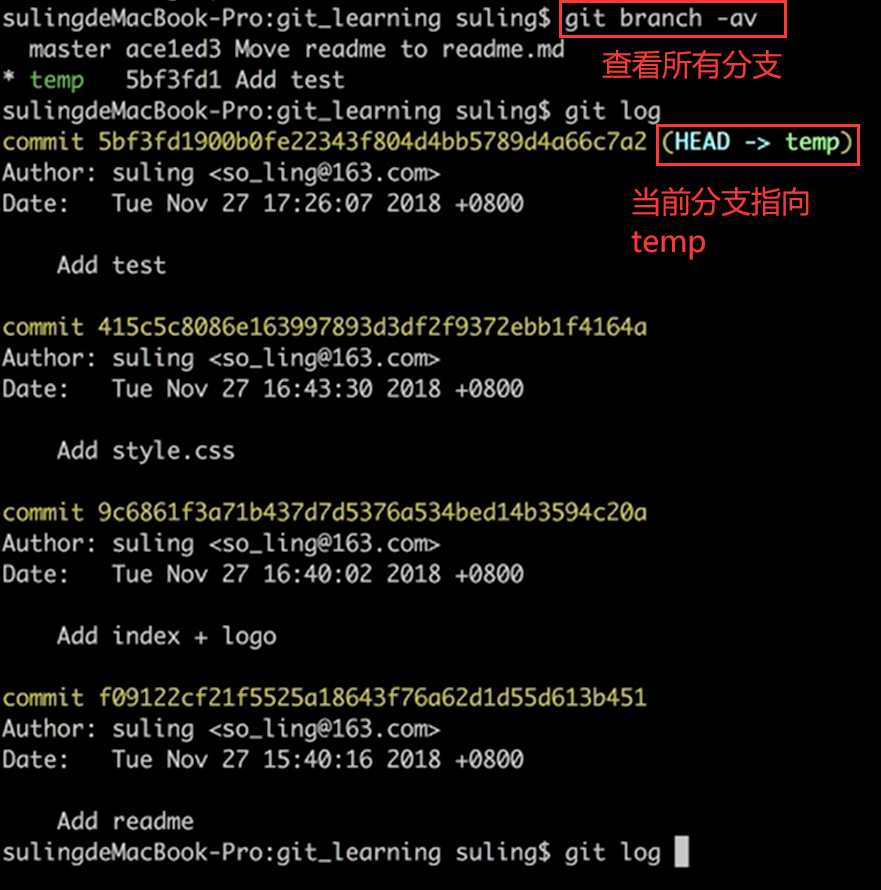 sulingdeMacBook-Pro:git_learning suling$ git branch -av
master ace1ed3 Move readme to readme.md
* temp 5bf3fd1 Add test
查看所有分支
sulingdeMacBook-Pro:git_learning suling$ git log
commit 5bf3fd1900b0fe22343f804d4bb5789d4a66c7a2 (HEAD -> temp)
Author: suling <so_ling@163.com>
Date: Tue Nov 27 17:26:07 2018 +0800
当前分支指向
temp
Add test
commit 415c5c8086e163997893d3df2f9372ebb1f4164a
Author: suling <so_ling@163.com>
Date: Tue Nov 27 16:43:30 2018 +0800
Add style.css
commit 9c6861f3a71b437d7d5376a534bed14b3594c20a
Author: suling <so_ling@163.com>
Date: Tue Nov 27 16:40:02 2018 +0800
Add index + logo
commit f09122cf21f5525a18643f76a62d1d55d613b451
Author: suling <so_ling@163.com>
Date: Tue Nov 27 15:40:16 2018 +0800
Add readme
sulingdeMacBook-Pro:git_learning suling$ git log